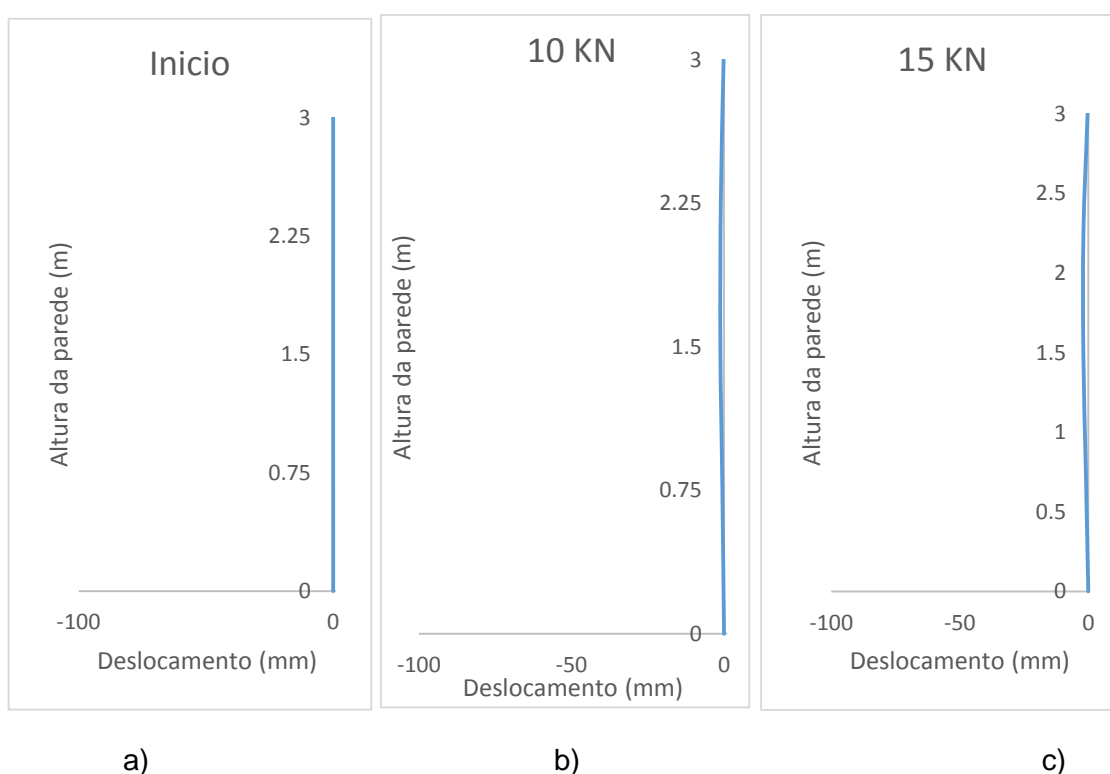 Inicio
3
2.25
1.5
0.75
0
-100 0
Altura da parede (m)
Deslocamento (mm)
10 KN
3
2.25
1.5
0.75
0
-100 -50 0
Altura da parede (m)
Deslocamento (mm)
15 KN
3
2.5
2
1.5
1
0.5
0
-100 -50 0
Altura da parede (m)
Deslocamento (mm)
a) b) c)